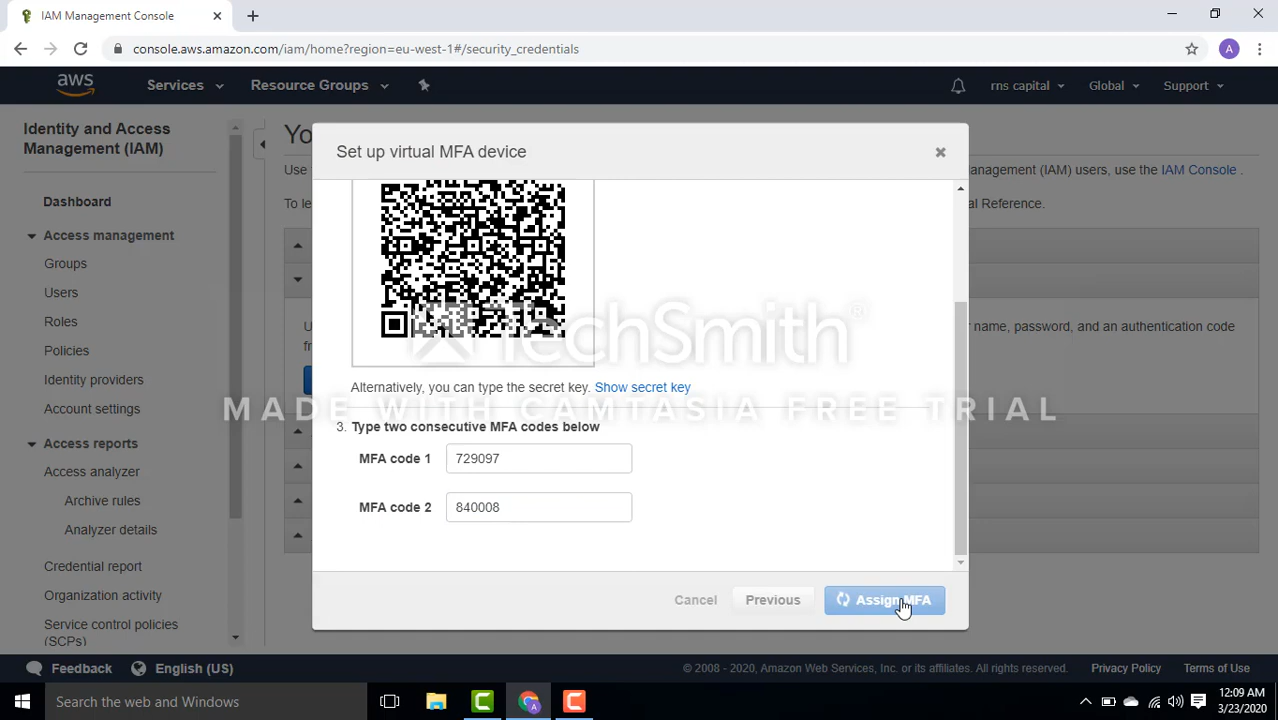 IAM Management Console
console.aws.amazon.com/iam/home?region=eu-west-1#/security_credentials
A
aws
Services
Resource Groups
rns capital
Global
Support
Identity and Access
Management (IAM)
Dashboard
Access management
Groups
Users
Roles
Policies
Identity providers
Account settings
Access reports
Access analyzer
Archive rules
Analyzer details
Credential report
Organization activity
Service control policies
(SCPs)
Yo
Use
anagement (IAM) users, use the IAM Console .
To le
al Reference.
U
name, password, and an authentication code
fr
Set up virtual MFA device
Alternatively, you can type the secret key. Show secret key
3. Type two consecutive MFA codes below
MFA code 1 729097
MFA code 2 840008
Cancel
Previous
Assign MFA
TechSmith®
MADE WITH CAMTASIA FREE TRIAL
Feedback
English (US)
© 2008 - 2020, Amazon Web Services, Inc. or its affiliates. All rights reserved.
Privacy Policy
Terms of Use
Search the web and Windows
12:09 AM
3/23/2020